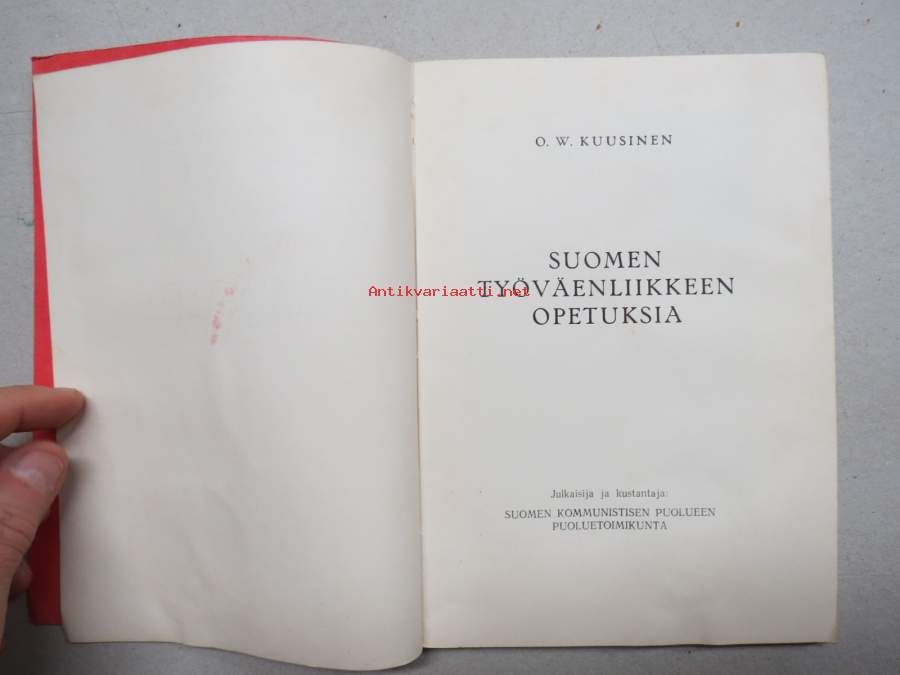 O. W. KUUSINEN
SUOMEN
TYÖVÄENLIIKKEEN
OPETUKSIA
Antikvariaatti.net
Julkaisija ja kustantaja:
SUOMEN KOMMUNISTISEN PUOLUEEN
PUOLUETOIMIKUNTA